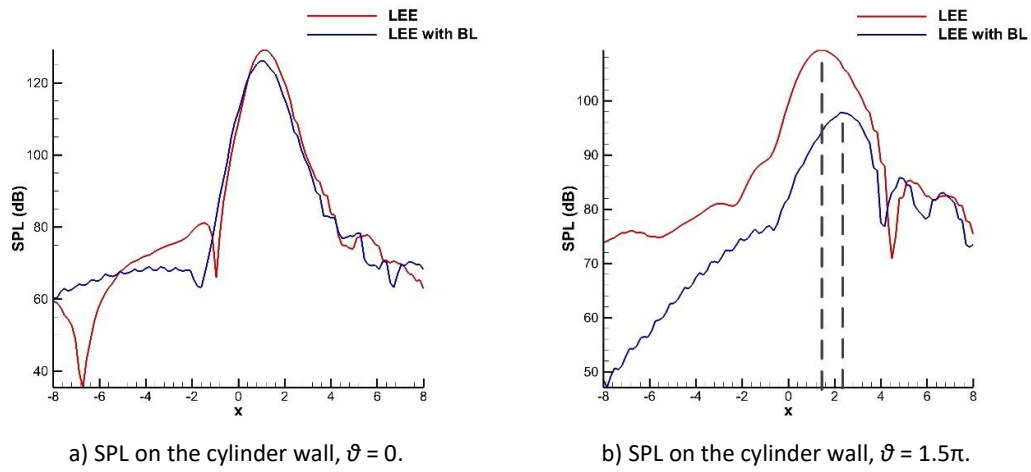 LEE
LEE with BL
SPL (dB)
120
100
80
60
40
-8 -6 -4 -2 0 2 4 6 8
x
a) SPL on the cylinder wall, 𝜗 = 0.
LEE
LEE with BL
SPL (dB)
100
90
80
70
60
50
-8 -6 -4 -2 0 2 4 6 8
x
b) SPL on the cylinder wall, 𝜗 = 1.5π.